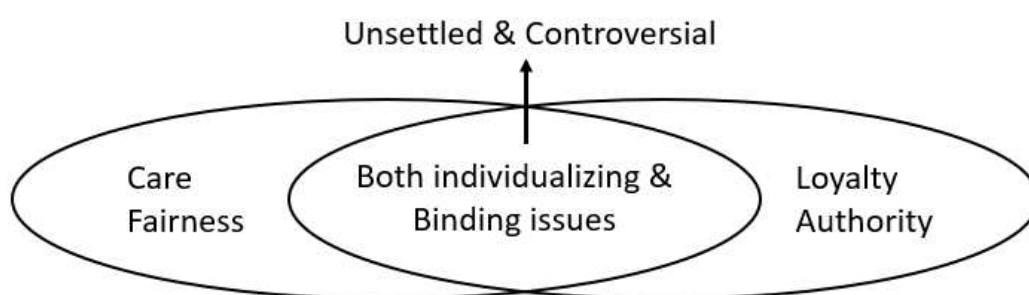 Unsettled & Controversial
Care
Fairness
Both individualizing &
Binding issues
Loyalty
Authority